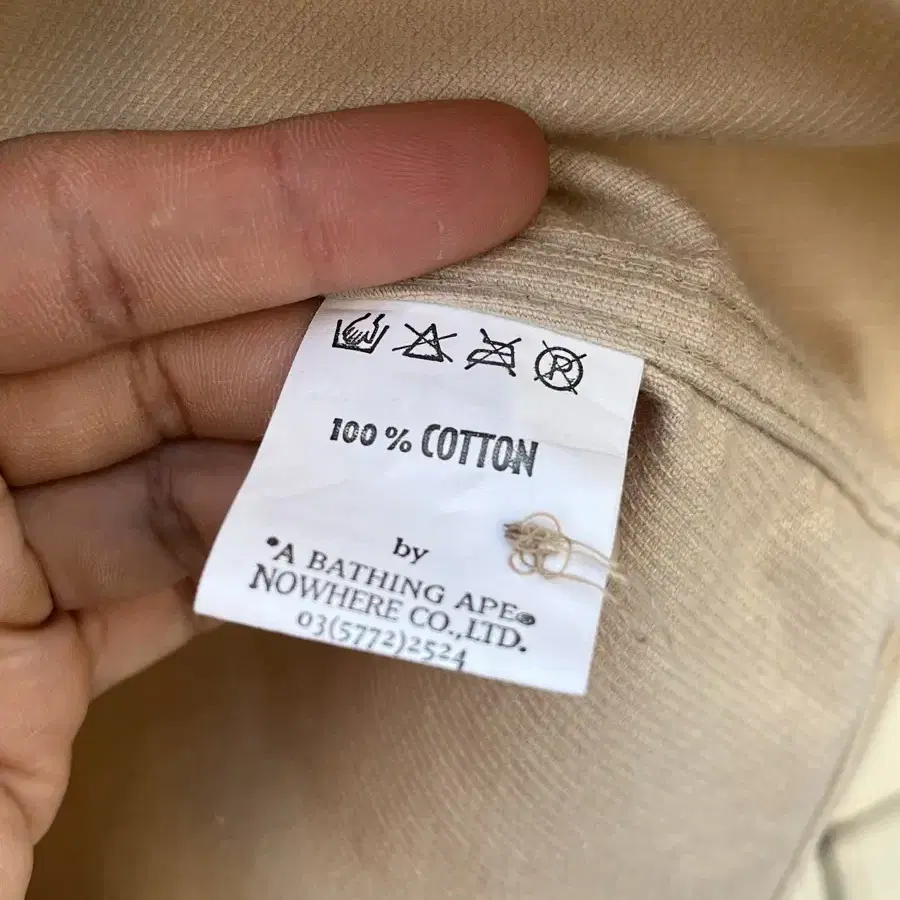 100 % COTTON
by
*A BATHING APE®
NOWHERE CO.,LTD.
03(5772)2524